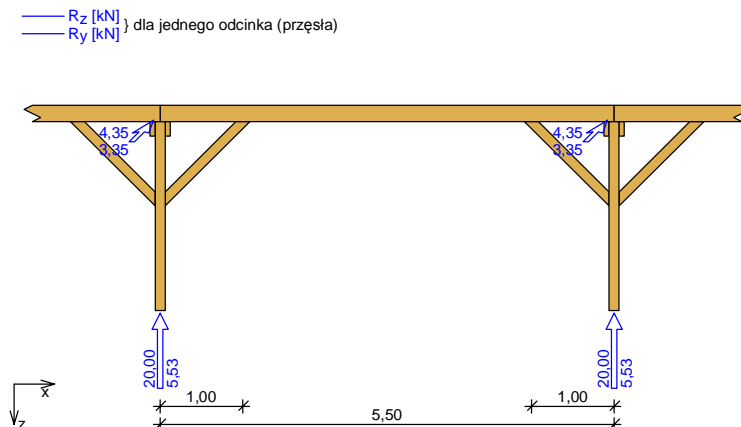 Rz [kN]
Ry [kN] } dla jednego odcinka (przęsła)
4,35
3,35
4,35
3,35
20,00
5,53
20,00
5,53
x
z
1,00
1,00
5,50